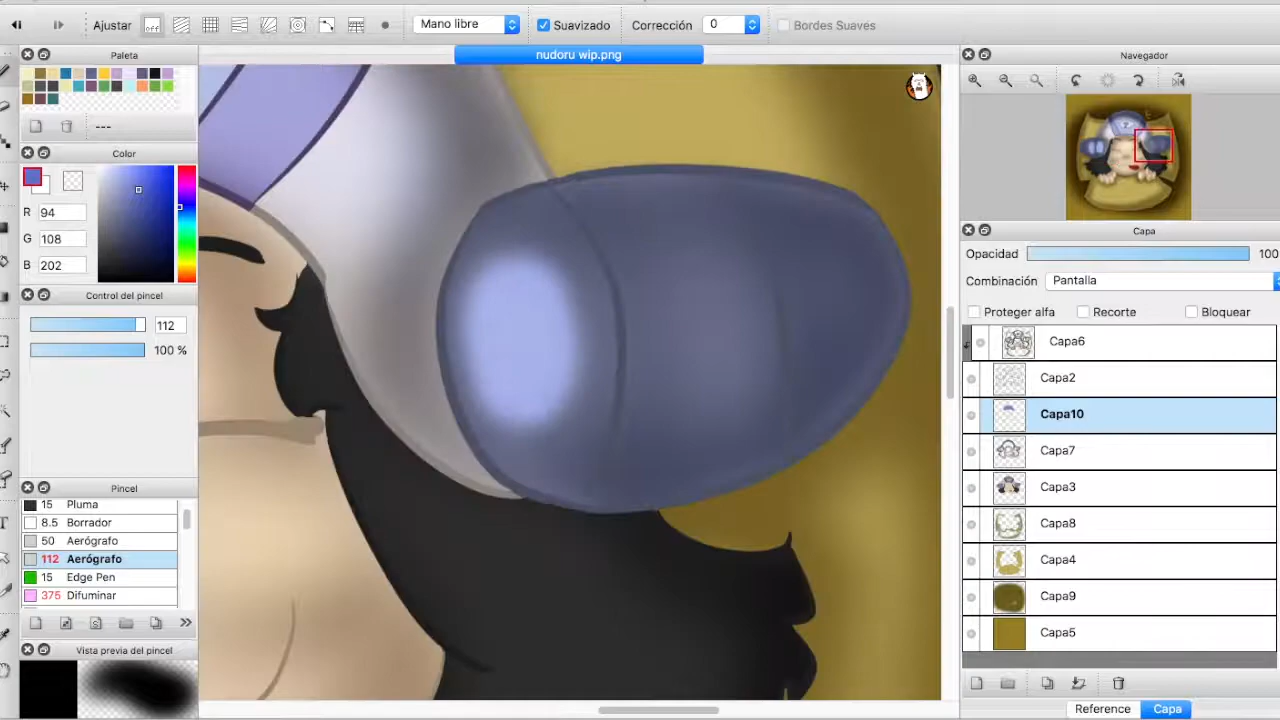 Ajustar off Mano libre Suavizado Corrección 0 Bordes Suaves
Paleta
nudoru wip.png
Navegador
---
Color
R 94
G 108
B 202
Capa
Opacidad 100
Combinación Pantalla
Proteger alfa Recorte Bloquear
Control del pincel
112
100 %
Capa6
Capa2
Capa10
Capa7
Capa3
Capa8
Capa4
Capa9
Capa5
Pincel
15 Pluma
8.5 Borrador
50 Aerógrafo
112 Aerógrafo
15 Edge Pen
375 Difuminar
Vista previa del pincel
Reference Capa